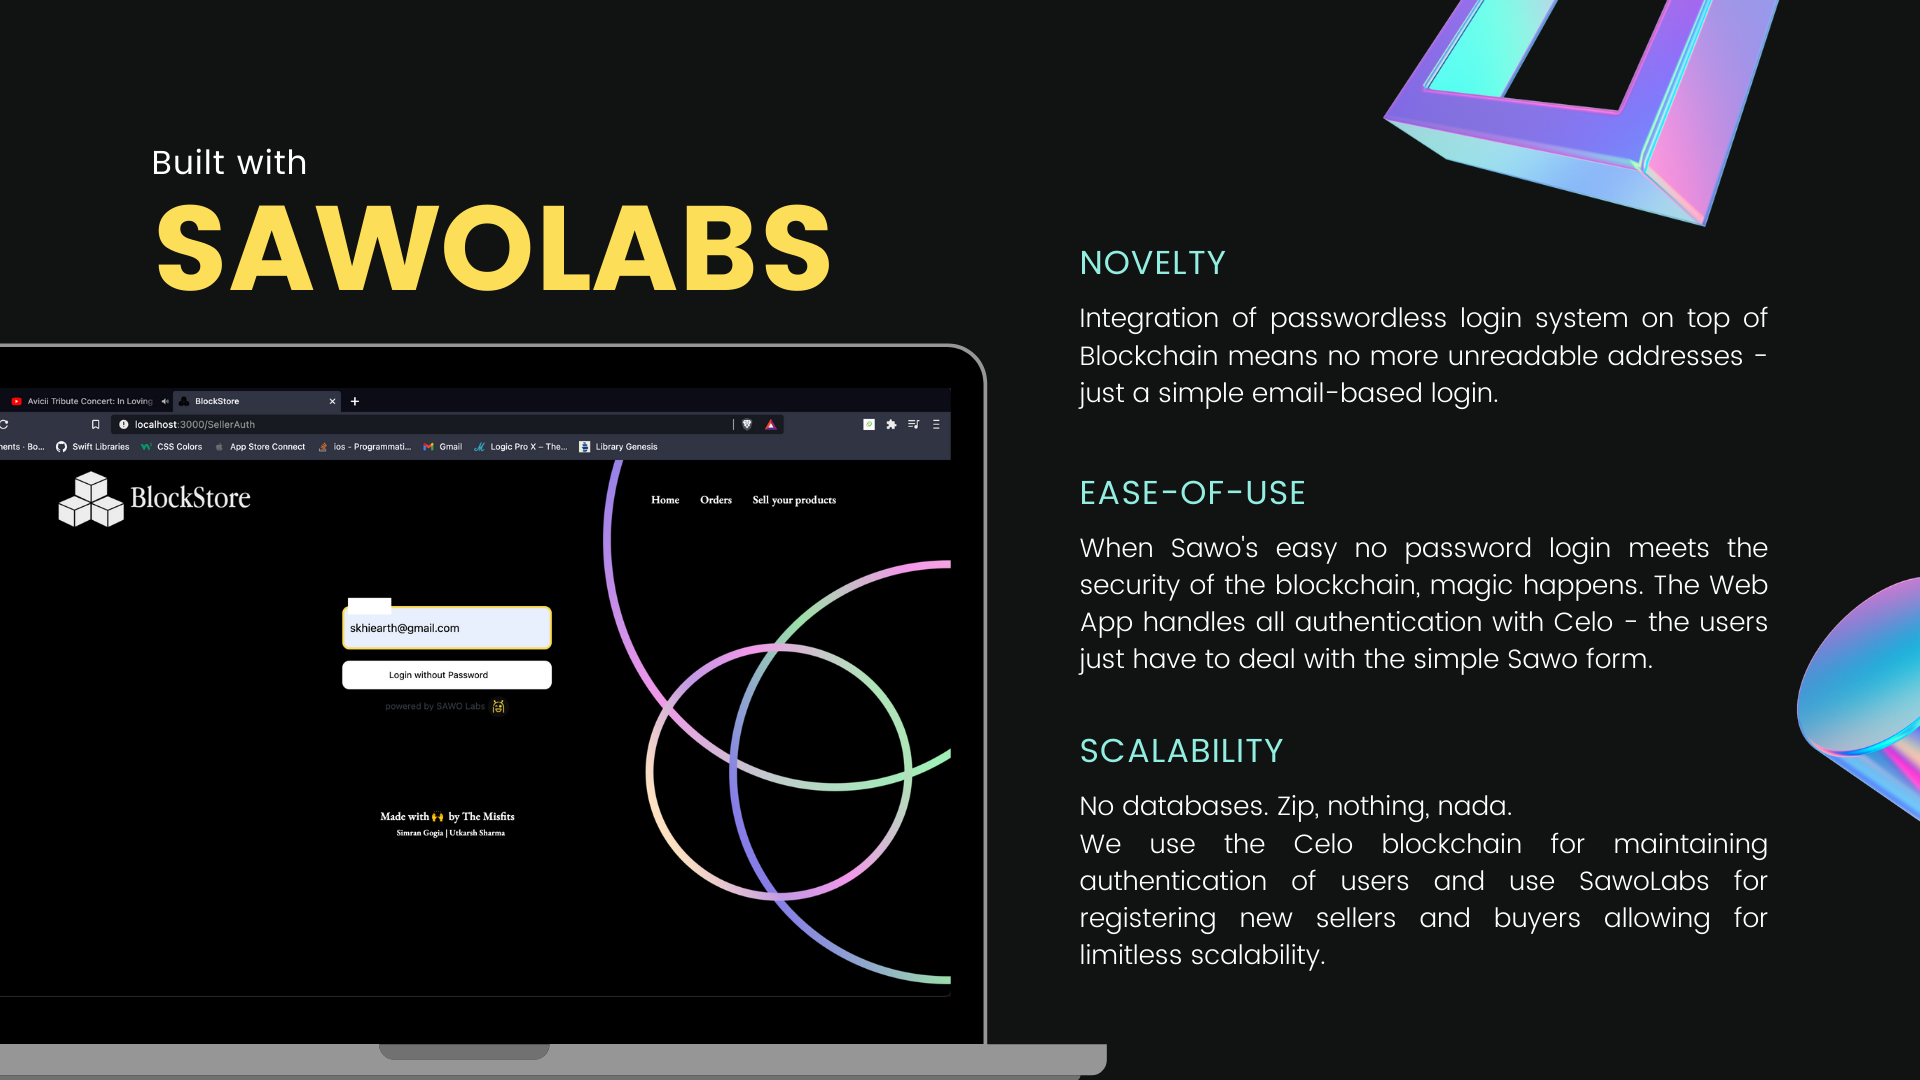 Built with
SAWOLABS
Avicii Tribute Concert: In Loving
BlockStore
localhost:3000/SellerAuth
Bo...
Swift Libraries
CSS Colors
App Store Connect
ios - Programmati...
Gmail
Logic Pro X – The...
Library Genesis
BlockStore
Home Orders Sell your products
skhiearth@gmail.com
Login without Password
powered by SAWO Labs
Made with 🙌 by The Misfits
Simran Gogia | Utkarsh Sharma
NOVELTY
Integration of passwordless login system on top of
Blockchain means no more unreadable addresses -
just a simple email-based login.
EASE-OF-USE
When Sawo's easy no password login meets the
security of the blockchain, magic happens. The Web
App handles all authentication with Celo - the users
just have to deal with the simple Sawo form.
SCALABILITY
No databases. Zip, nothing, nada.
We use the Celo blockchain for maintaining
authentication of users and use SawoLabs for
registering new sellers and buyers allowing for
limitless scalability.